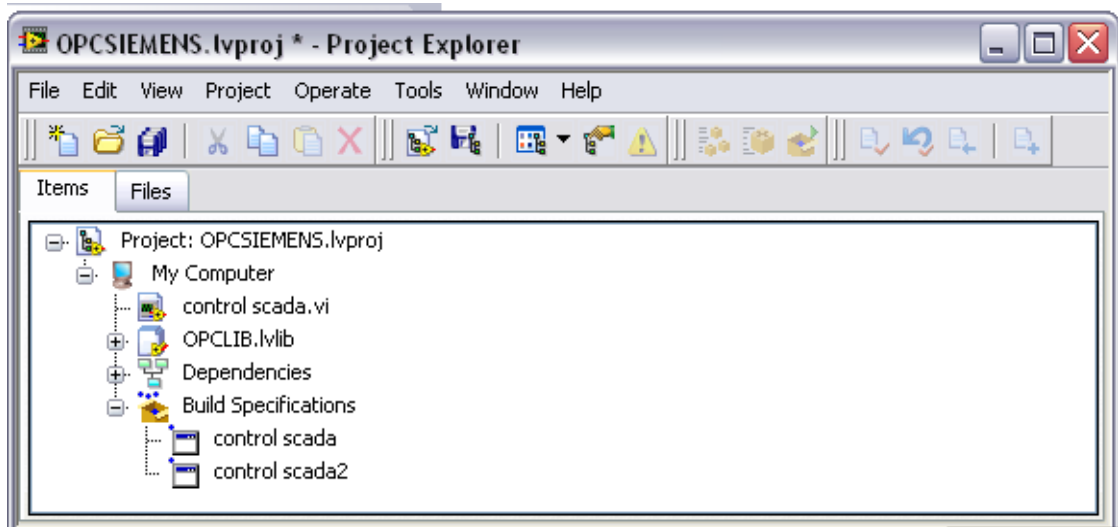 OPCSIEMENS.lvproj * - Project Explorer
File Edit View Project Operate Tools Window Help
Items Files
Project: OPCSIEMENS.lvproj
My Computer
control scada.vi
OPCLIB.lvlib
Dependencies
Build Specifications
control scada
control scada2